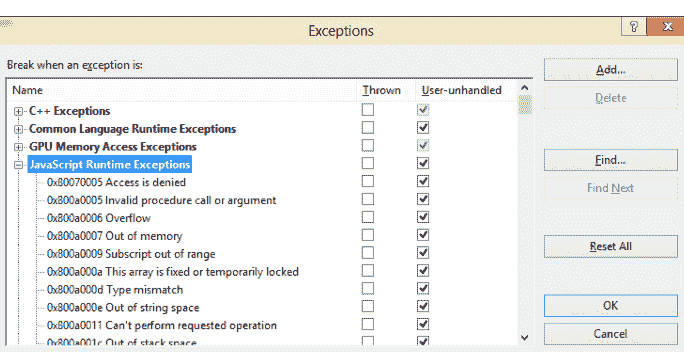 Exceptions
?
Break when an exception is:
Name Thrown User-unhandled
C++ Exceptions
Common Language Runtime Exceptions
GPU Memory Access Exceptions
JavaScript Runtime Exceptions
0x80070005 Access is denied
0x800a0005 Invalid procedure call or argument
0x800a0006 Overflow
0x800a0007 Out of memory
0x800a0009 Subscript out of range
0x800a000a This array is fixed or temporarily locked
0x800a000d Type mismatch
0x800a000e Out of string space
0x800a0011 Can't perform requested operation
0x800a001c Out of stack space
Add...
Delete
Find...
Find Next
Reset All
OK
Cancel